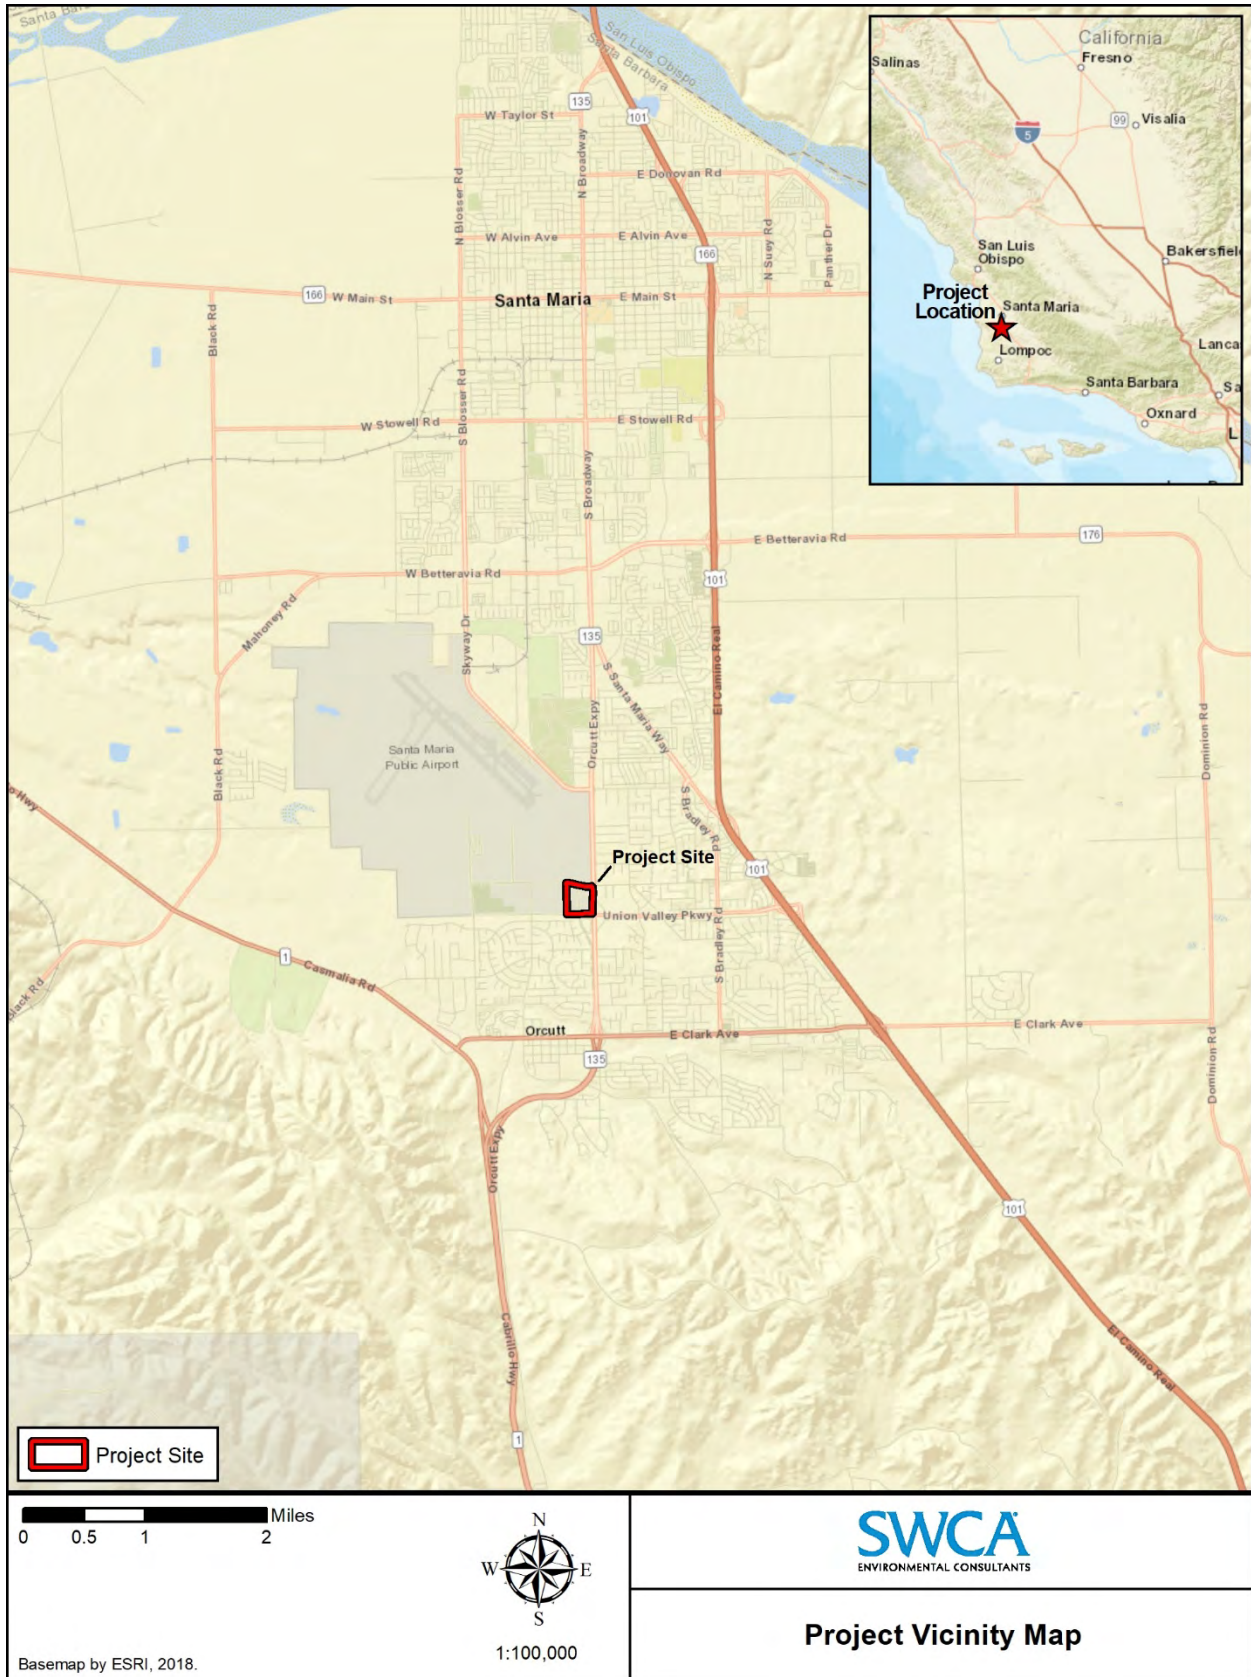 Santa Barb
San Luis Obispo
Santa Barbara
135
W Taylor St
101
N Broadway
E Donovan Rd
N Blosser Rd
W Alvin Ave
E Alvin Ave
N Suey Rd
Panther Dr
166
166
W Main St
Santa Maria
E Main St
Black Rd
S Blosser Rd
W Stowell Rd
E Stowell Rd
S Broadway
E Betteravia Rd
176
W Betteravia Rd
101
Mahoney Rd
Skyway Dr
135
S Santa Maria Way
El Camino Real
Orcutt Expy
Dominion Rd
Santa Maria
Public Airport
Black Rd
o Hwy
S Bradley Rd
Project Site
101
Union Valley Pkwy
S Bradley Rd
1
Casmalia Rd
Black Rd
Orcutt
E Clark Ave
E Clark Ave
135
Dominion Rd
Orcutt Expy
101
Cabrillo Hwy
El Camino Real
1
California
Fresno
Salinas
99
Visalia
5
San Luis
Obispo
Bakersfiel
Project
Location
Santa Maria
Lompoc
Lanca
Santa Barbara
Sa
Oxnard
L
Project Site
Miles
0 0.5 1 2
N
W E
S
1:100,000
Basemap by ESRI, 2018.
SWCA
ENVIRONMENTAL CONSULTANTS
Project Vicinity Map